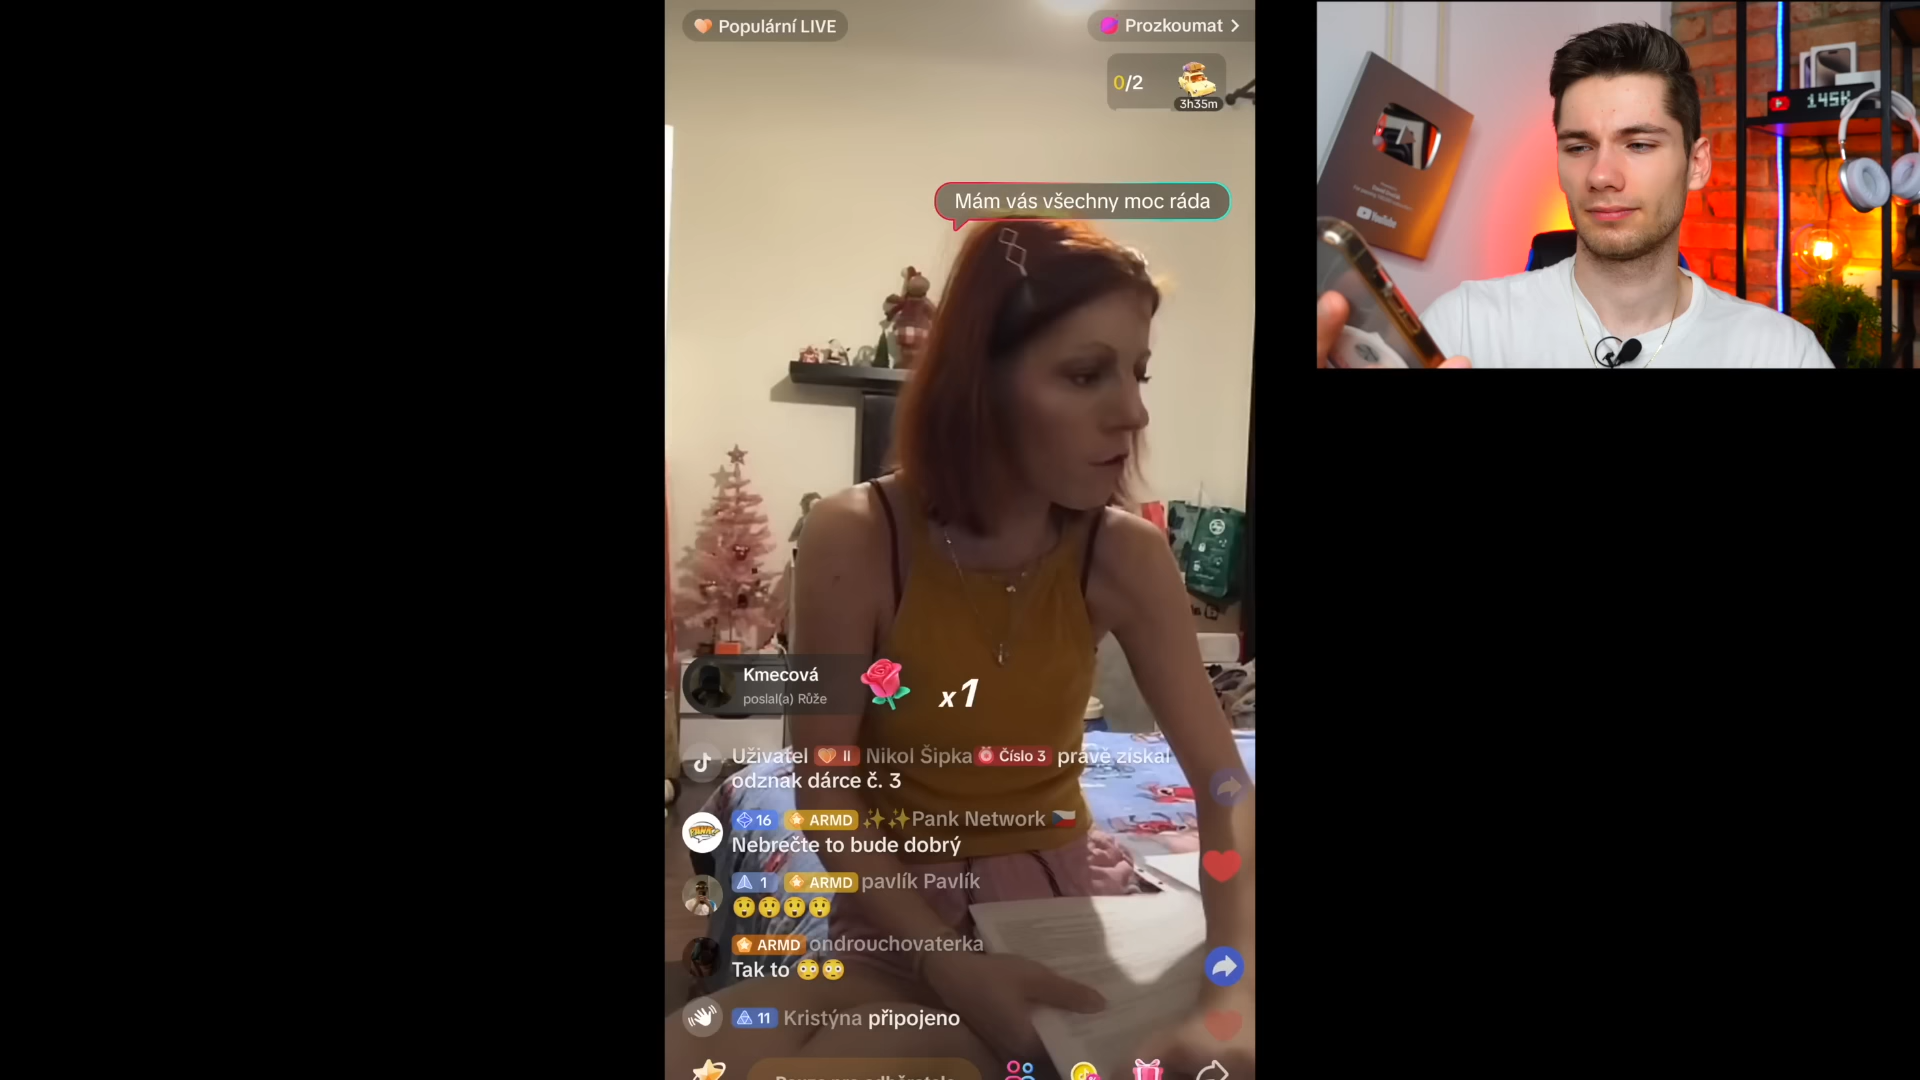 Populární LIVE
Prozkoumat
0/2
3h35m
145K
YouTube
Mám vás všechny moc ráda
Kmecová
poslal(a) Růže
x1
Uživatel II Nikol Šipka Číslo 3 právě získal
odznak dárce č. 3
16 ARMD ✨✨Pank Network 🇨🇿
Nebrečte to bude dobrý
1 ARMD pavlík Pavlík
😲😲😲😲
ARMD ondrouchovaterka
Tak to 😳😳
11 Kristýna připojeno